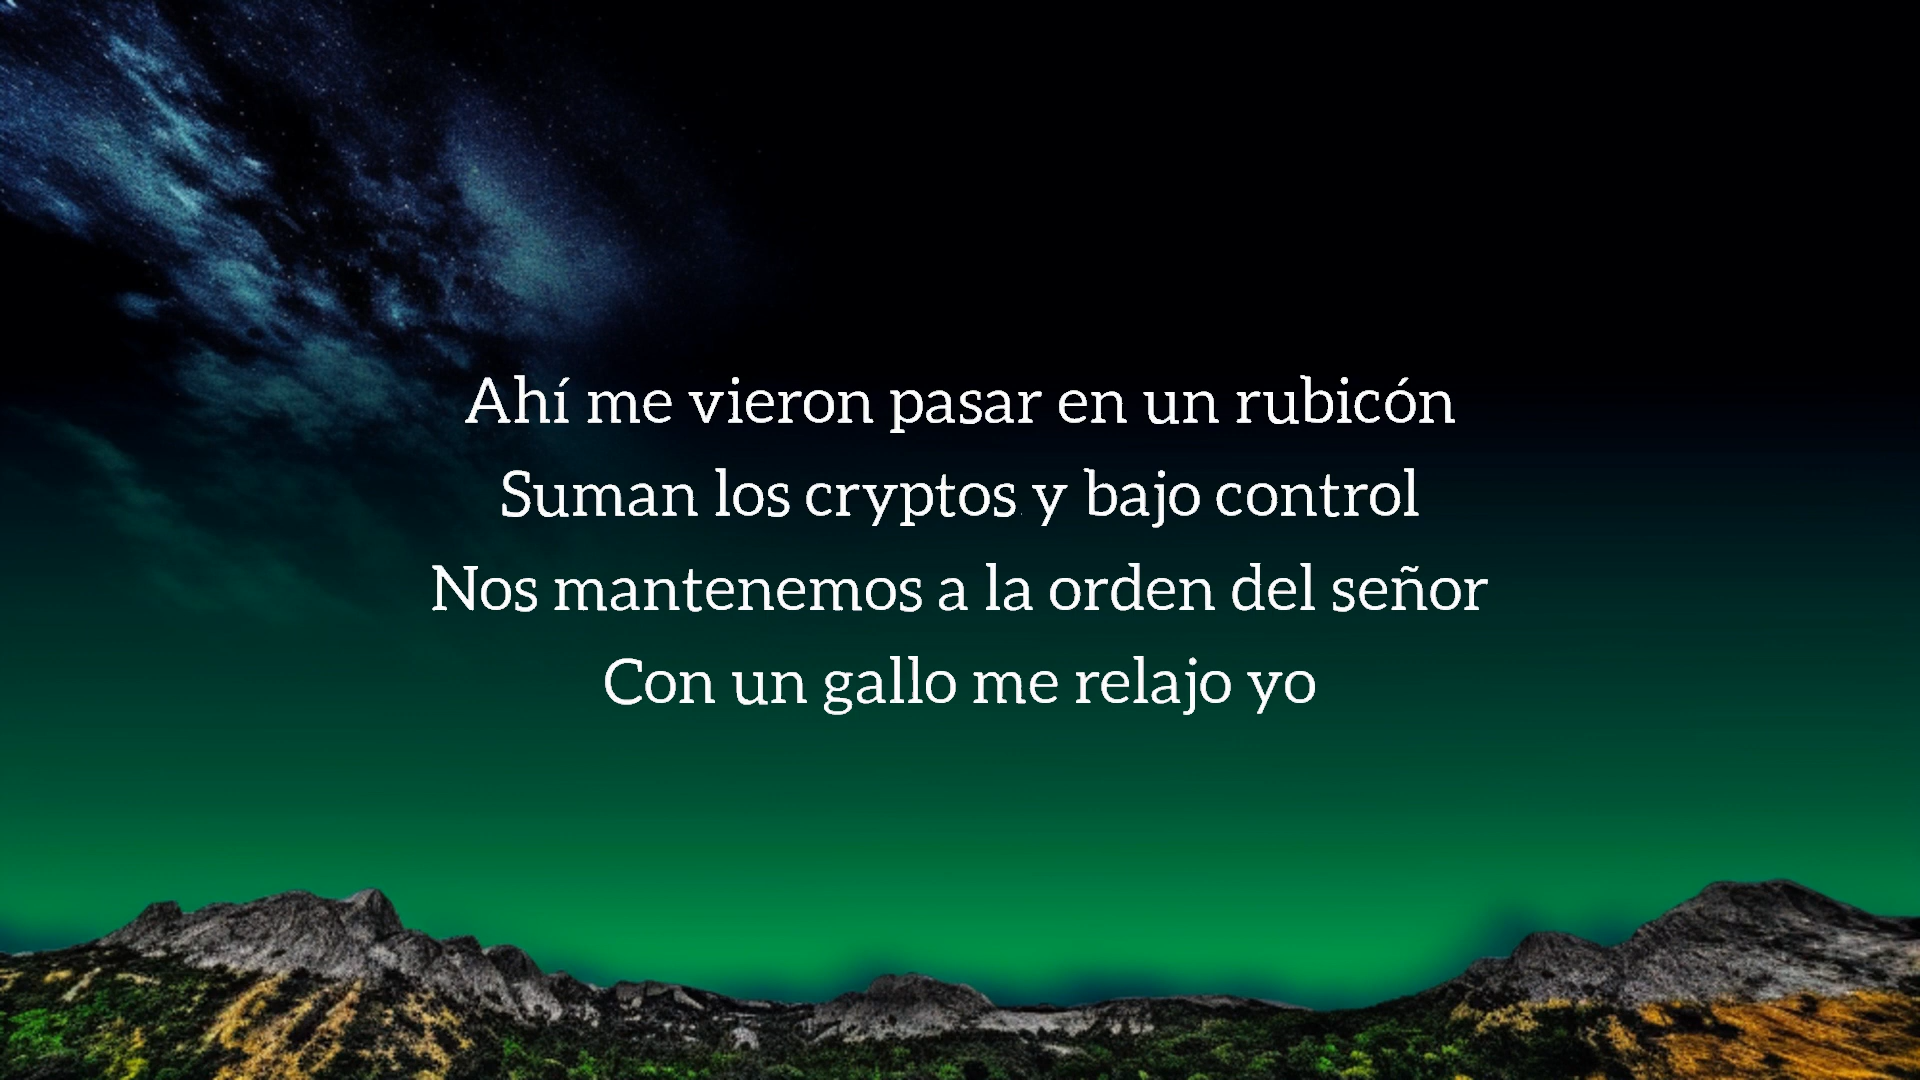 Ahí me vieron pasar en un rubicón
Suman los cryptos y bajo control
Nos mantenemos a la orden del señor
Con un gallo me relajo yo